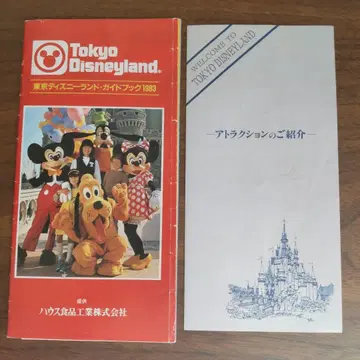 Tokyo
Disneyland®
東京ディズニーランド・ガイドブック1983
提供
ハウス食品工業株式会社
WELCOME TO
TOKYO DISNEYLAND
―アトラクションのご紹介―